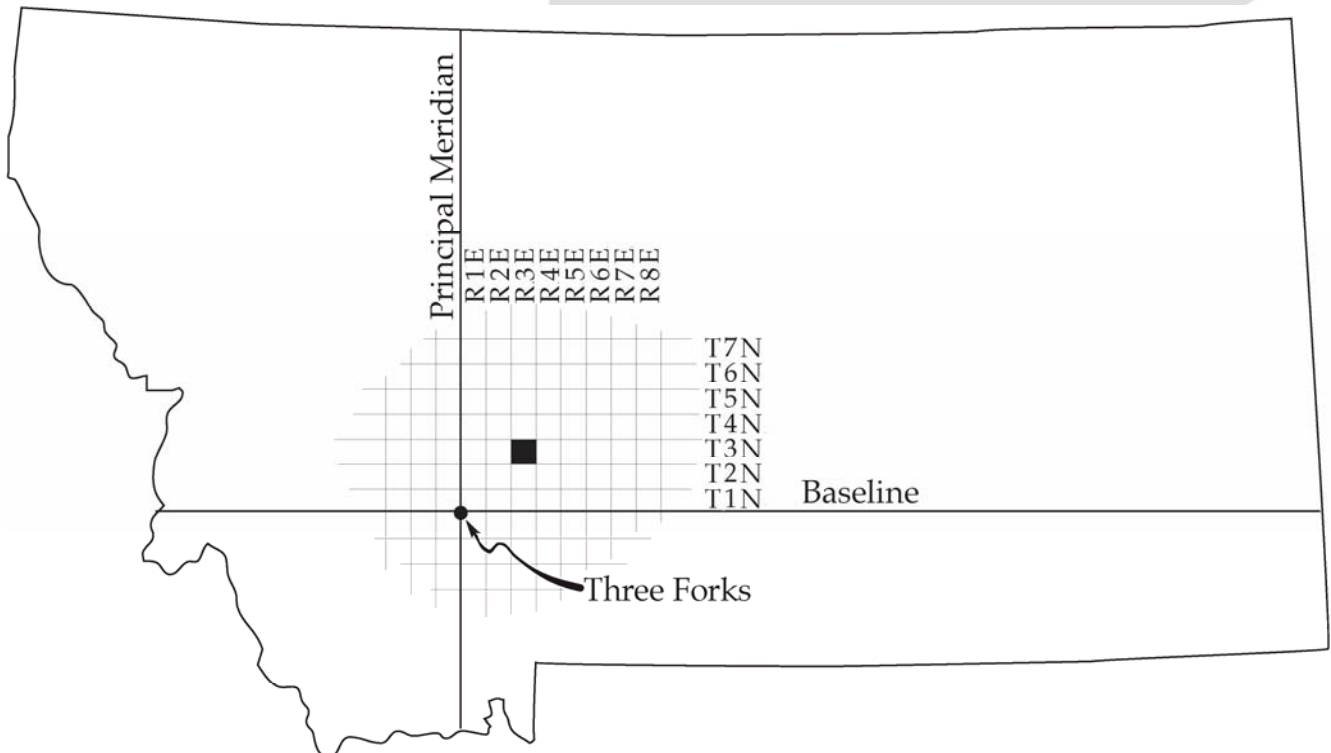 Principal Meridian
R1E
R2E
R3E
R4E
R5E
R6E
R7E
R8E
T7N
T6N
T5N
T4N
T3N
T2N
T1N
Baseline
Three Forks